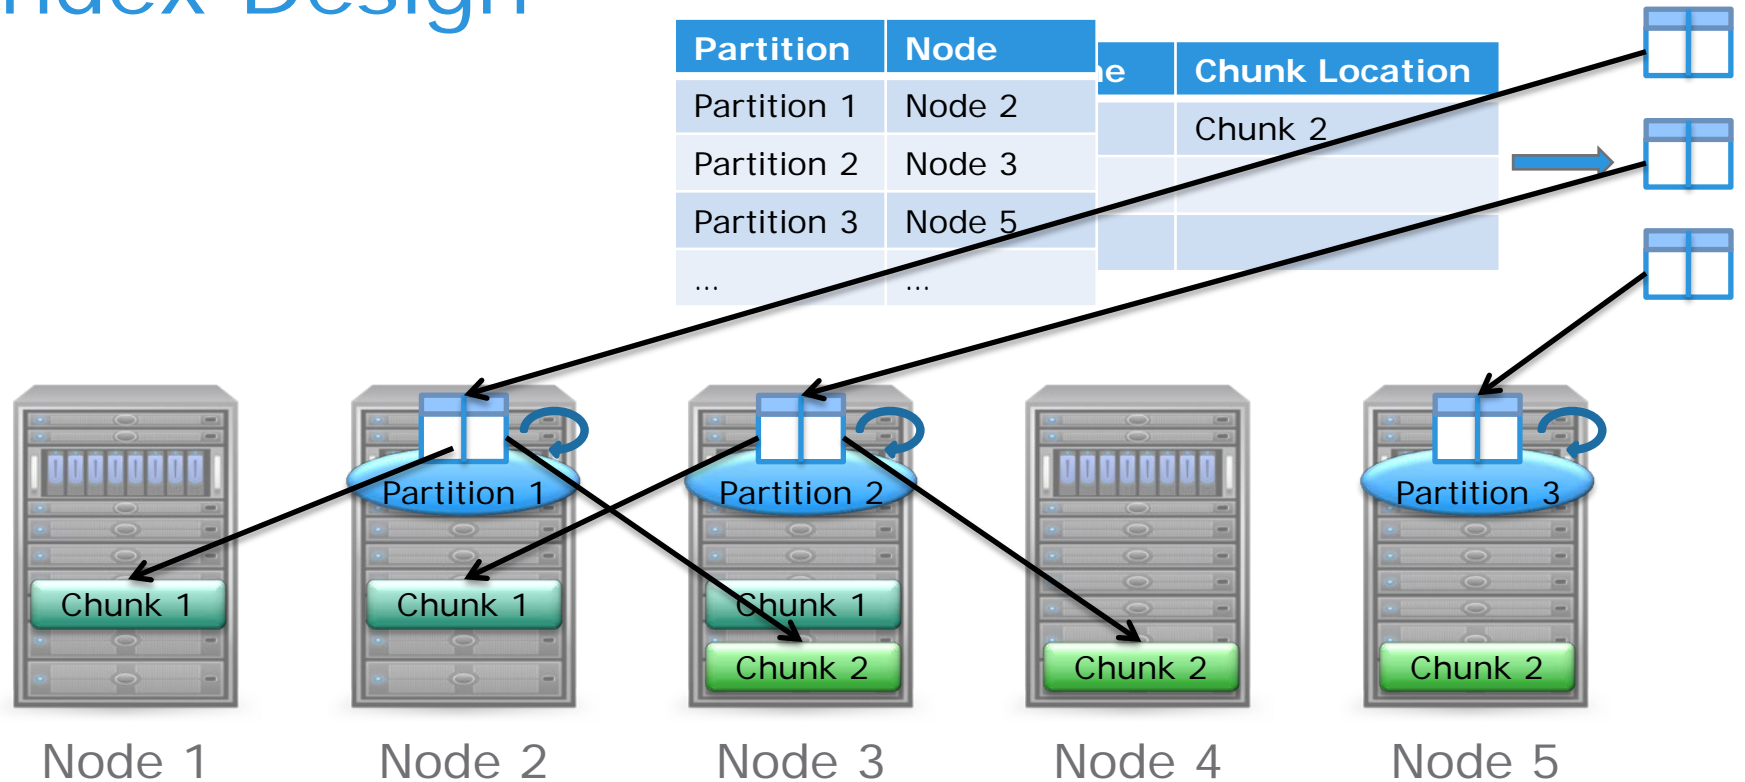 Design
Partition Node
Chunk Location
Partition 1 Node 2
Chunk 2
Partition 2 Node 3
Partition 3 Node 5
... ...
Partition 1
Partition 2
Partition 3
Chunk 1
Chunk 1
Chunk 1
Chunk 2
Chunk 2
Chunk 2
Node 1
Node 2
Node 3
Node 4
Node 5